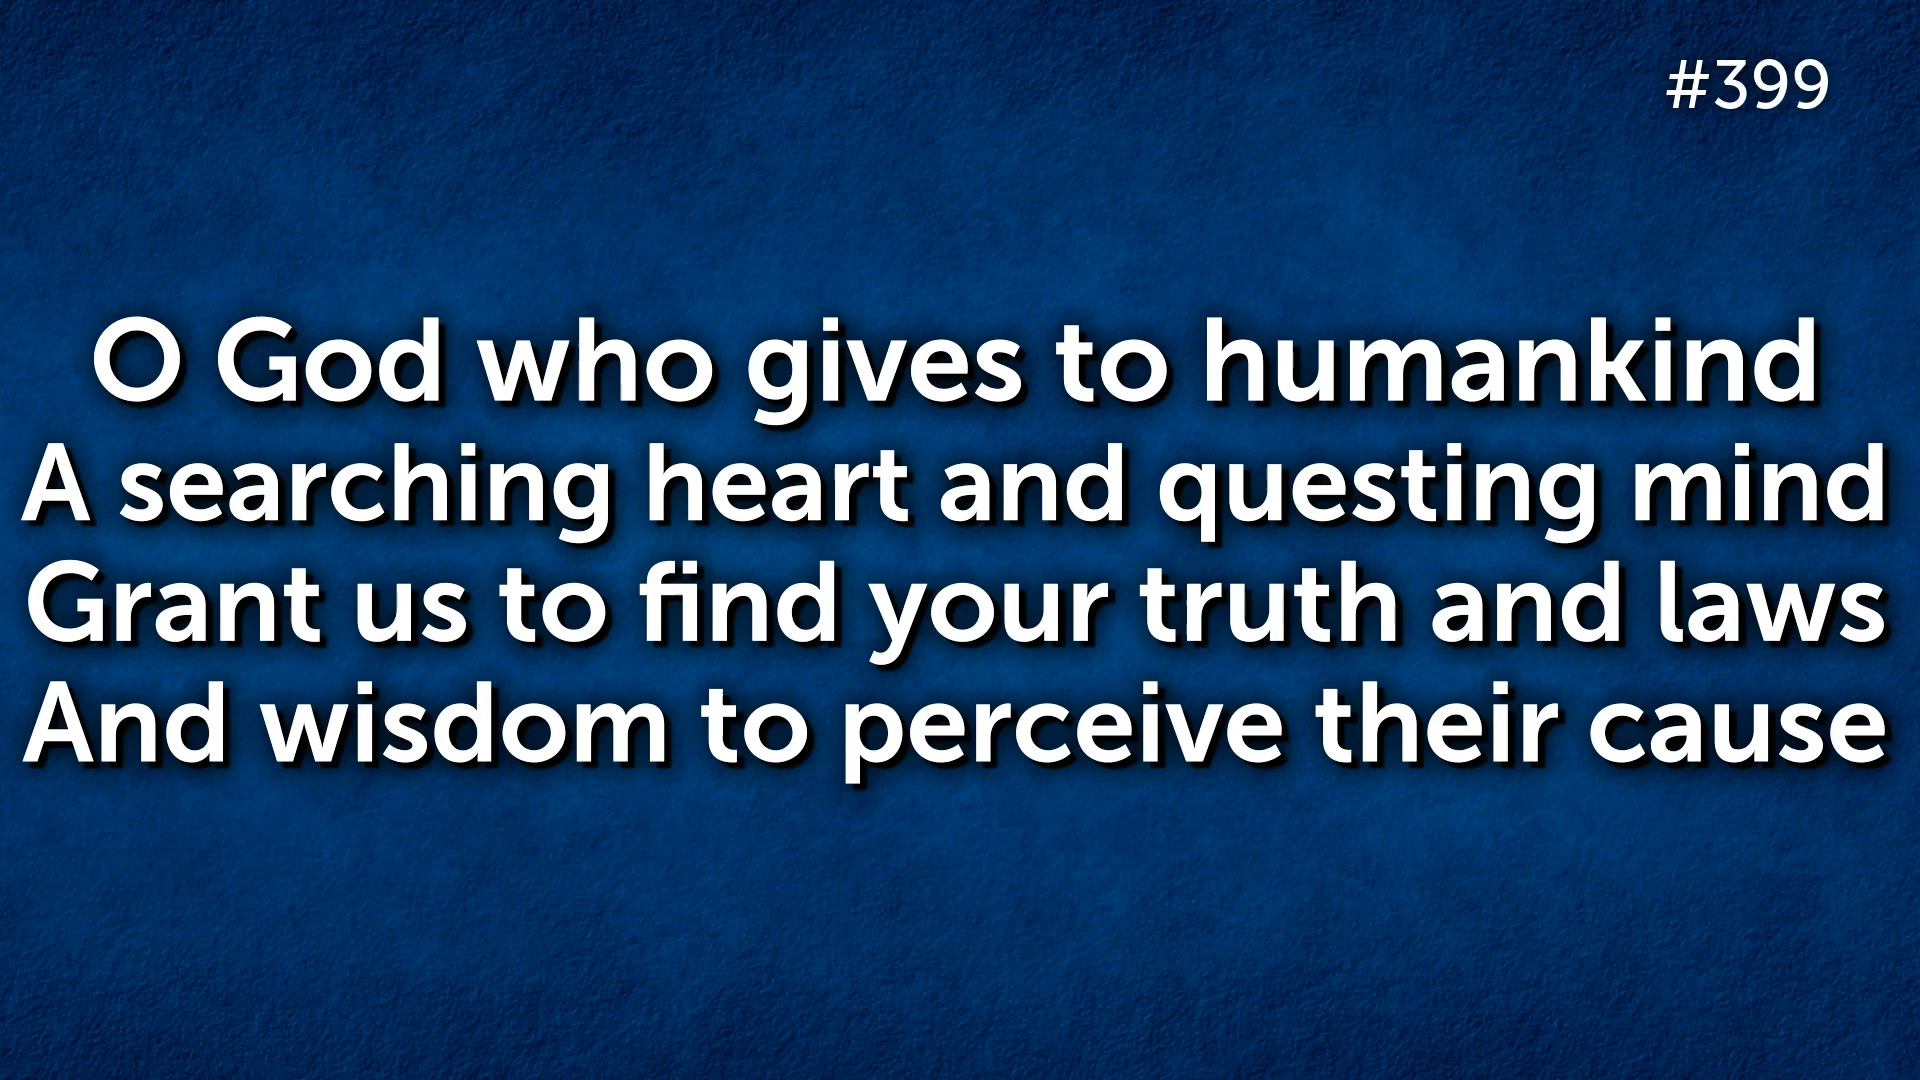 #399
O God who gives to humankind
A searching heart and questing mind
Grant us to find your truth and laws
And wisdom to perceive their cause